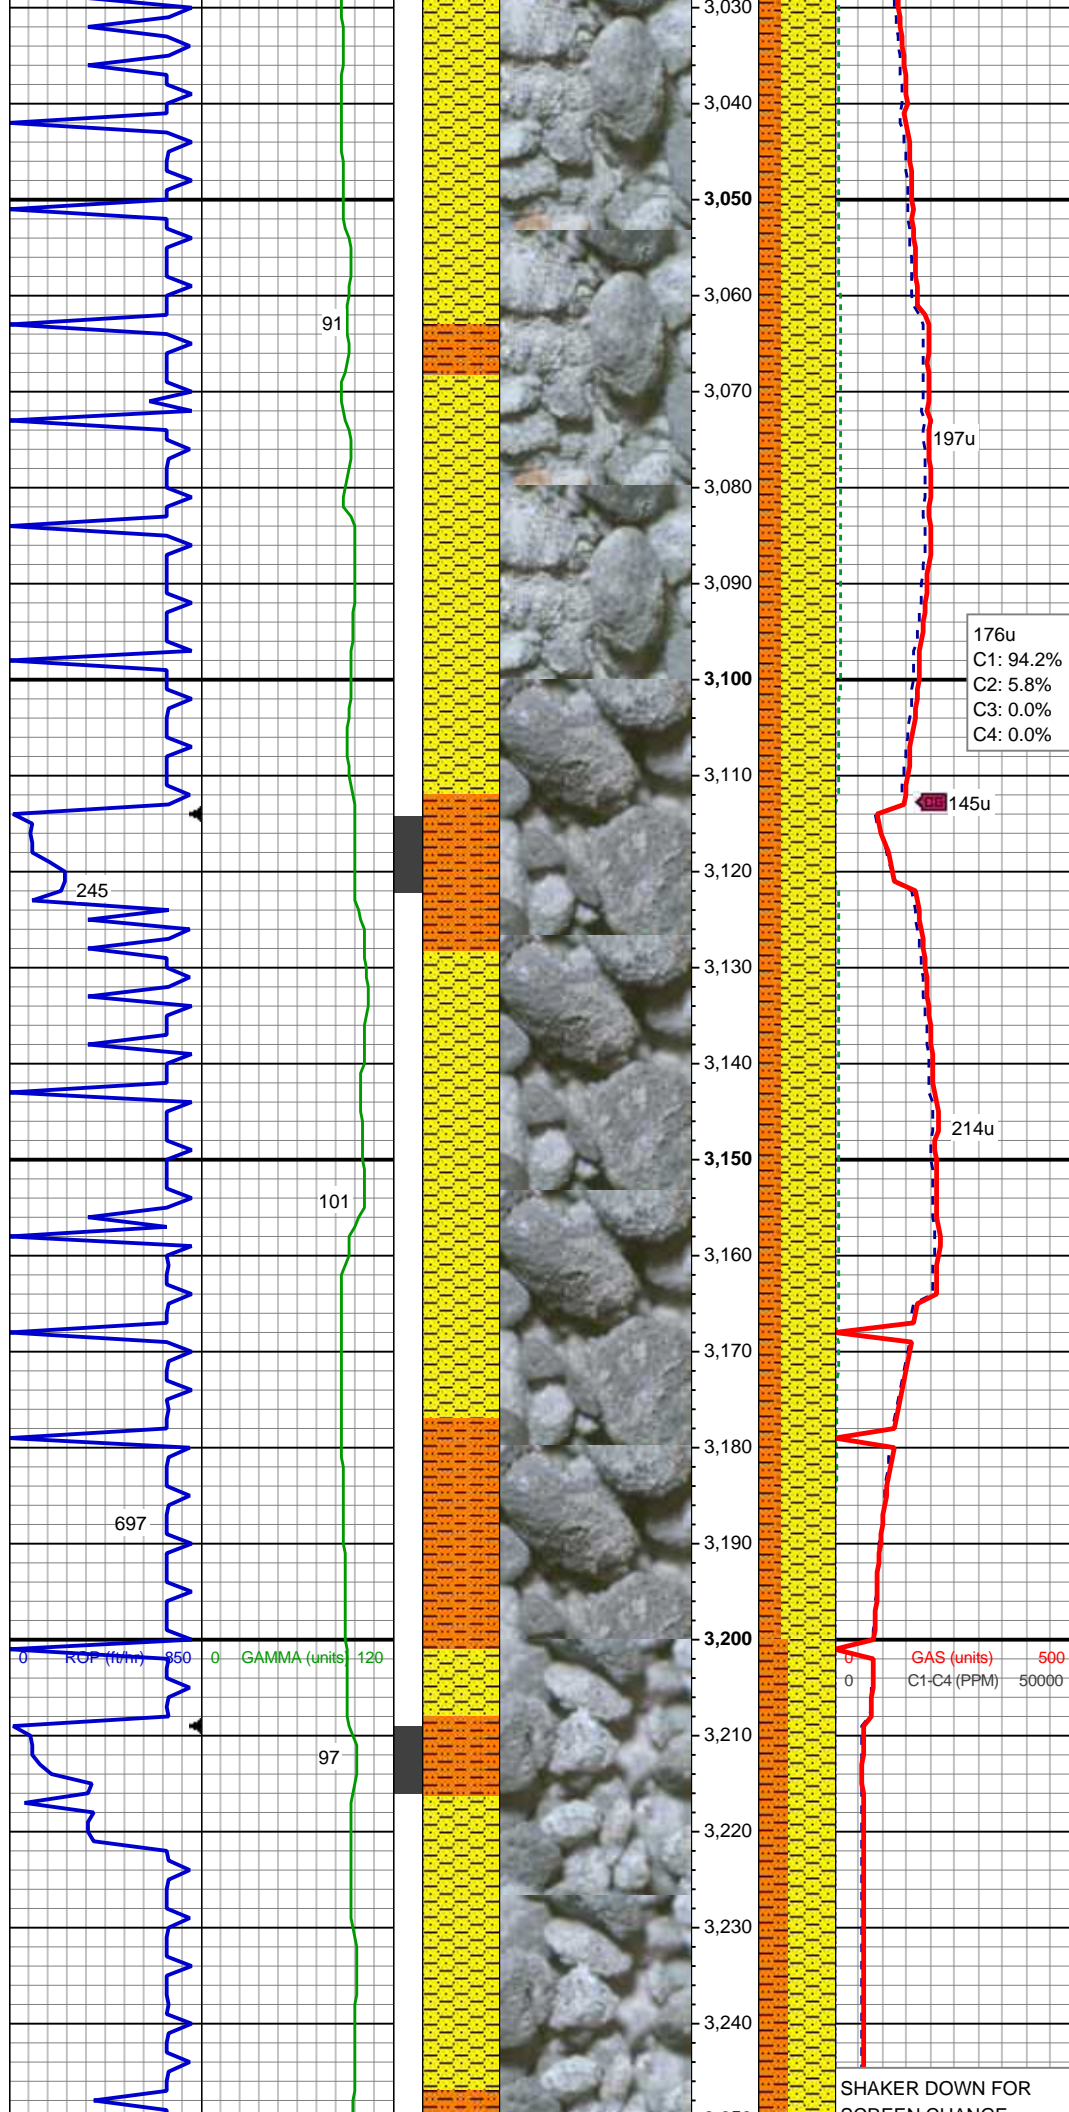 3,030
3,040
3,050
3,060
91
3,070
197u
3,080
3,090
176u
C1: 94.2%
C2: 5.8%
C3: 0.0%
C4: 0.0%
3,100
3,110
CG 145u
3,120
245
3,130
3,140
214u
3,150
101
3,160
3,170
3,180
697
3,190
3,200
0 ROP (ft/hr) 850 0 GAMMA (units) 120
0 GAS (units) 500
0 C1-C4 (PPM) 50000
3,210
97
3,220
3,230
3,240
SHAKER DOWN FOR
SCREEN CHANGE